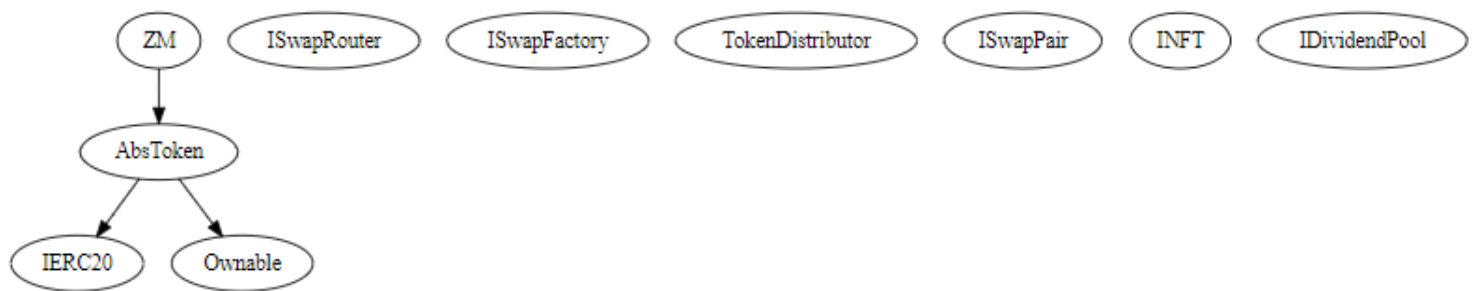 ZM
ISwapRouter
ISwapFactory
TokenDistributor
ISwapPair
INFT
IDividendPool
AbsToken
IERC20
Ownable